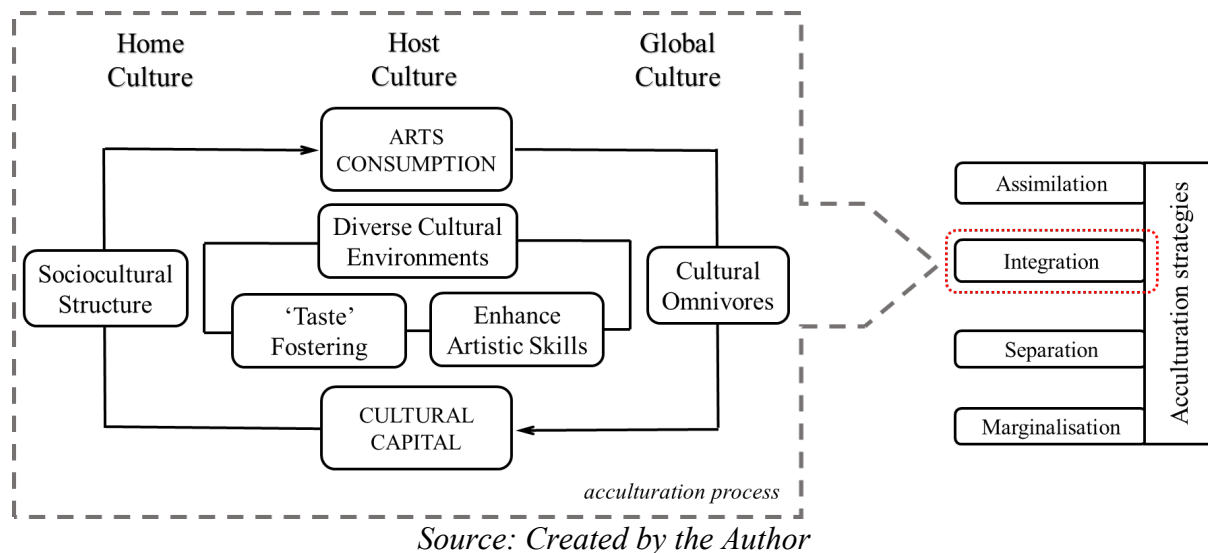 Home
Culture
Host
Culture
Global
Culture
ARTS
CONSUMPTION
Diverse Cultural
Environments
Sociocultural
Structure
‘Taste’
Fostering
Enhance
Artistic Skills
Cultural
Omnivores
CULTURAL
CAPITAL
acculturation process
Assimilation
Integration
Separation
Marginalisation
Acculturation strategies
Source: Created by the Author